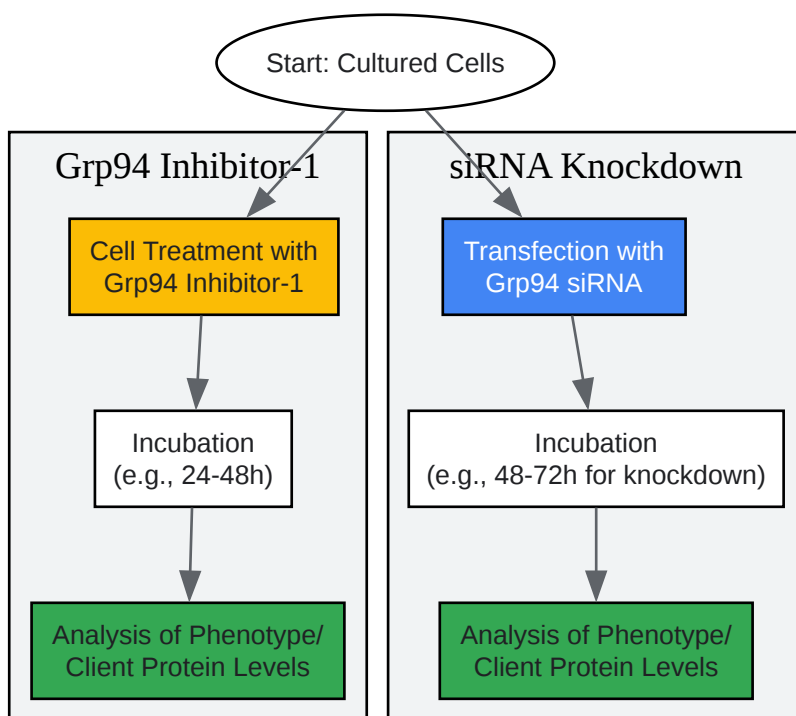 Start: Cultured Cells
Grp94 Inhibitor-1
Cell Treatment with
Grp94 Inhibitor-1
Incubation
(e.g., 24-48h)
Analysis of Phenotype/
Client Protein Levels
siRNA Knockdown
Transfection with
Grp94 siRNA
Incubation
(e.g., 48-72h for knockdown)
Analysis of Phenotype/
Client Protein Levels